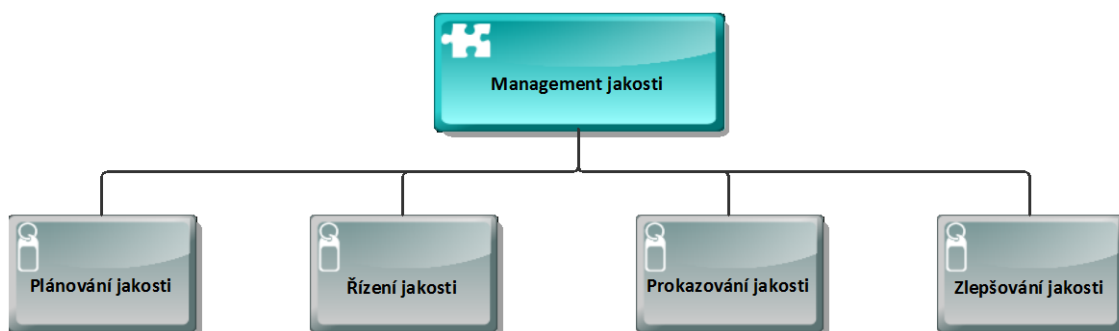 Management jakosti
Plánování jakosti
Řízení jakosti
Prokazování jakosti
Zlepšování jakosti